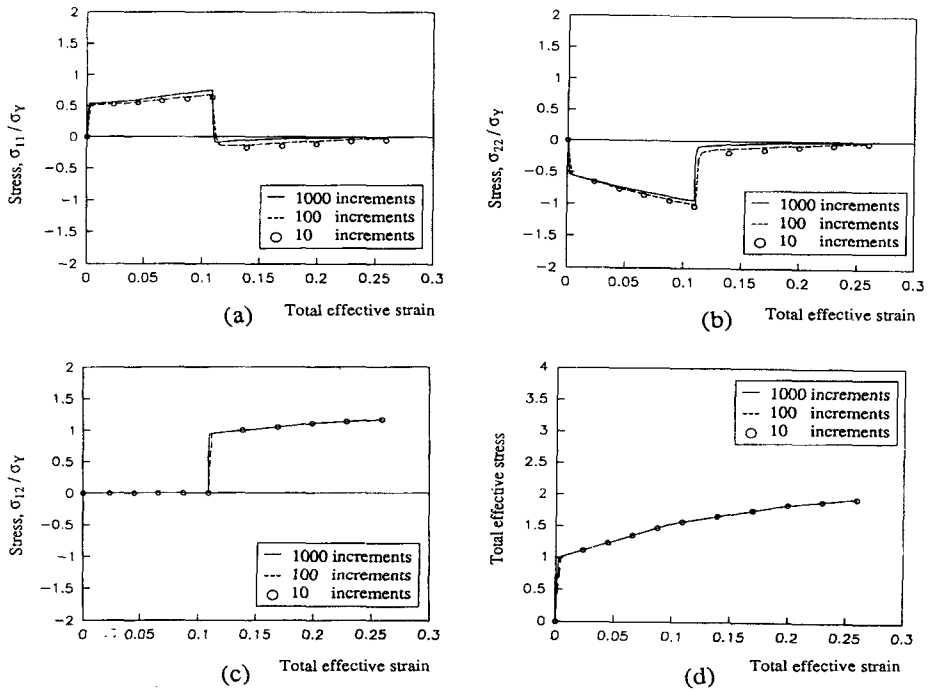 2
1.5
1
0.5
0
−0.5
−1
−1.5
−2
Stress, σ11 / σY
1000 increments
100 increments
10 increments
0 0.05 0.1 0.15 0.2 0.25 0.3
(a) Total effective strain
2
1.5
1
0.5
0
−0.5
−1
−1.5
−2
Stress, σ22 / σY
1000 increments
100 increments
10 increments
0 0.05 0.1 0.15 0.2 0.25 0.3
(b) Total effective strain
2
1.5
1
0.5
0
−0.5
−1
−1.5
−2
Stress, σ12 / σY
1000 increments
100 increments
10 increments
0 0.05 0.1 0.15 0.2 0.25 0.3
(c) Total effective strain
4
3.5
3
2.5
2
1.5
1
0.5
0
Total effective stress
1000 increments
100 increments
10 increments
0 0.05 0.1 0.15 0.2 0.25 0.3
(d) Total effective strain